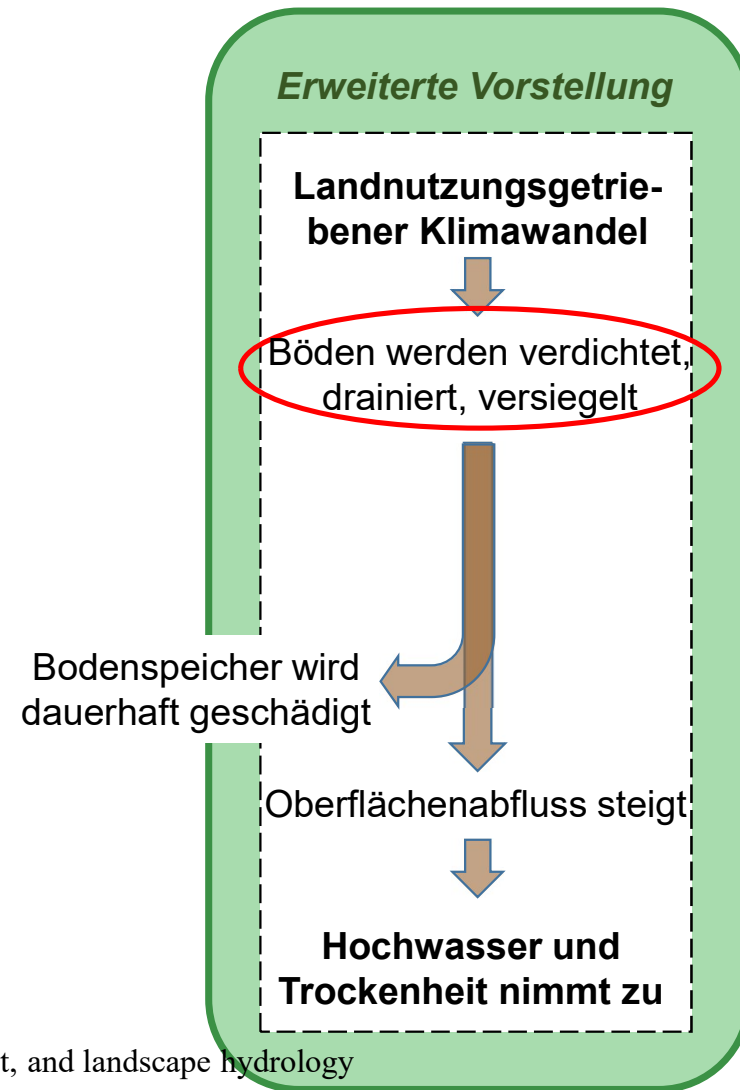 Erweiterte Vorstellung
Landnutzungsgetrie-
bener Klimawandel
Böden werden verdichtet,
drainiert, versiegelt
Bodenspeicher wird
dauerhaft geschädigt
Oberflächenabfluss steigt
Hochwasser und
Trockenheit nimmt zu
t, and landscape hydrology